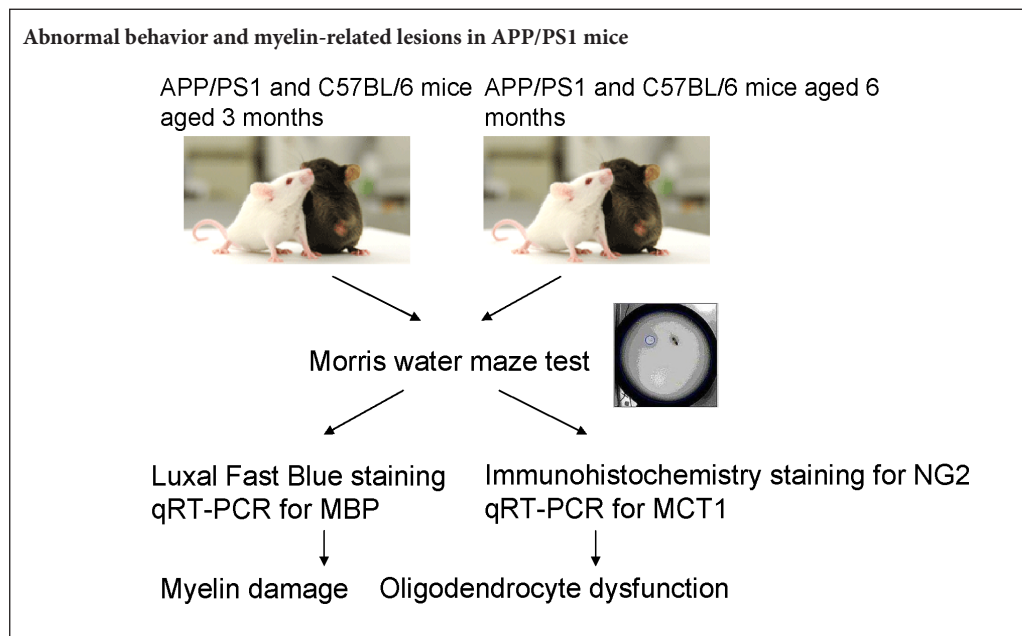 Abnormal behavior and myelin-related lesions in APP/PS1 mice
APP/PS1 and C57BL/6 mice
aged 3 months
APP/PS1 and C57BL/6 mice aged 6
months
Morris water maze test
Luxal Fast Blue staining
qRT-PCR for MBP
Immunohistochemistry staining for NG2
qRT-PCR for MCT1
Myelin damage
Oligodendrocyte dysfunction